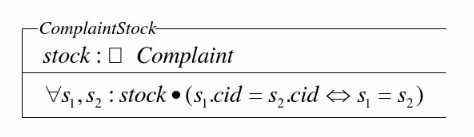 ComplaintStock
stock : □ Complaint
∀s₁, s₂ : stock ● (s₁.cid = s₂.cid ⇔ s₁ = s₂)